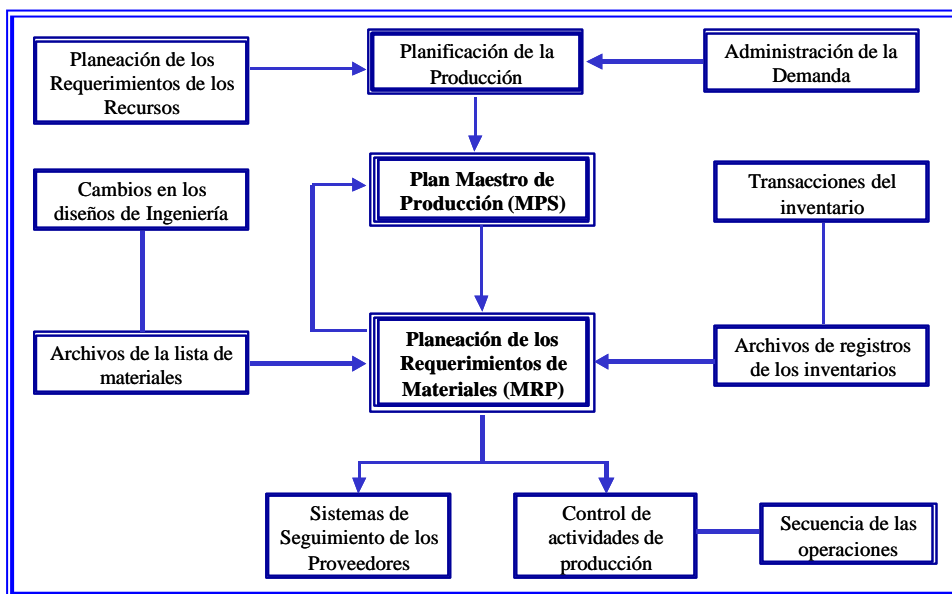 Planeación de los
Requerimientos de los
Recursos
Planificación de la
Producción
Administración de la
Demanda
Cambios en los
diseños de Ingeniería
Plan Maestro de
Producción (MPS)
Transacciones del
inventario
Archivos de la lista de
materiales
Planeación de los
Requerimientos de
Materiales (MRP)
Archivos de registros
de los inventarios
Sistemas de
Seguimiento de los
Proveedores
Control de
actividades de
producción
Secuencia de las
operaciones